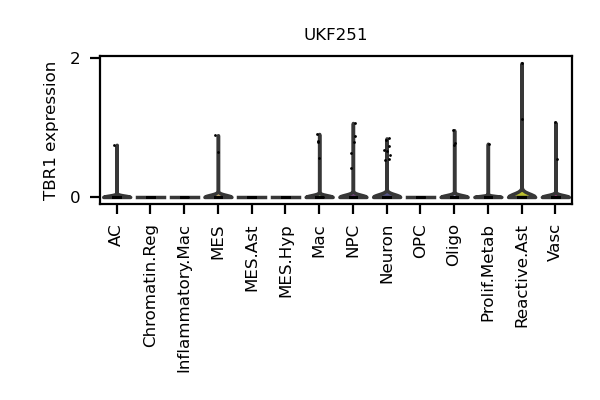 UKF251
TBR1 expression
2
0
AC
Chromatin.Reg
Inflammatory.Mac
MES
MES.Ast
MES.Hyp
Mac
NPC
Neuron
OPC
Oligo
Prolif.Metab
Reactive.Ast
Vasc